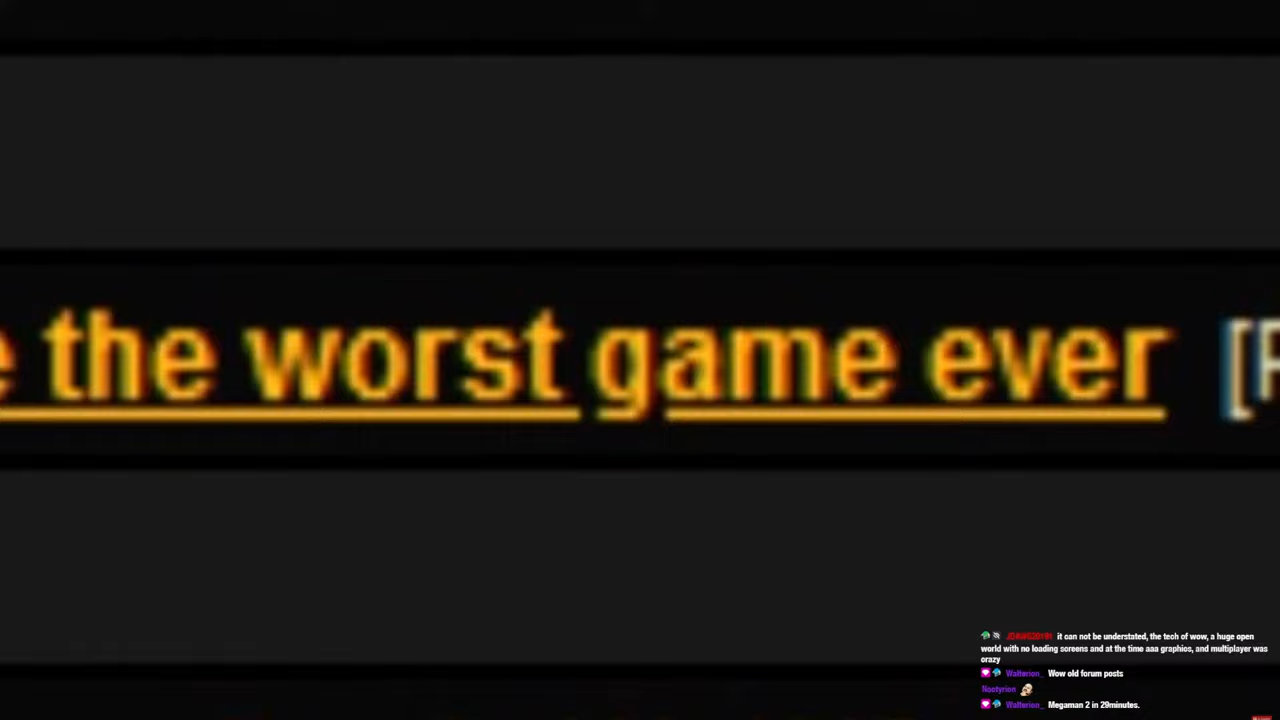 the worst game ever
it can not be understated, the tech of wow, a huge open
world with no loading screens and at the time aaa graphics, and multiplayer was
crazy
Waltarion_ Wow old forum posts
Nootyrion
Waltarion_ Megaman 2 in 29minutes.